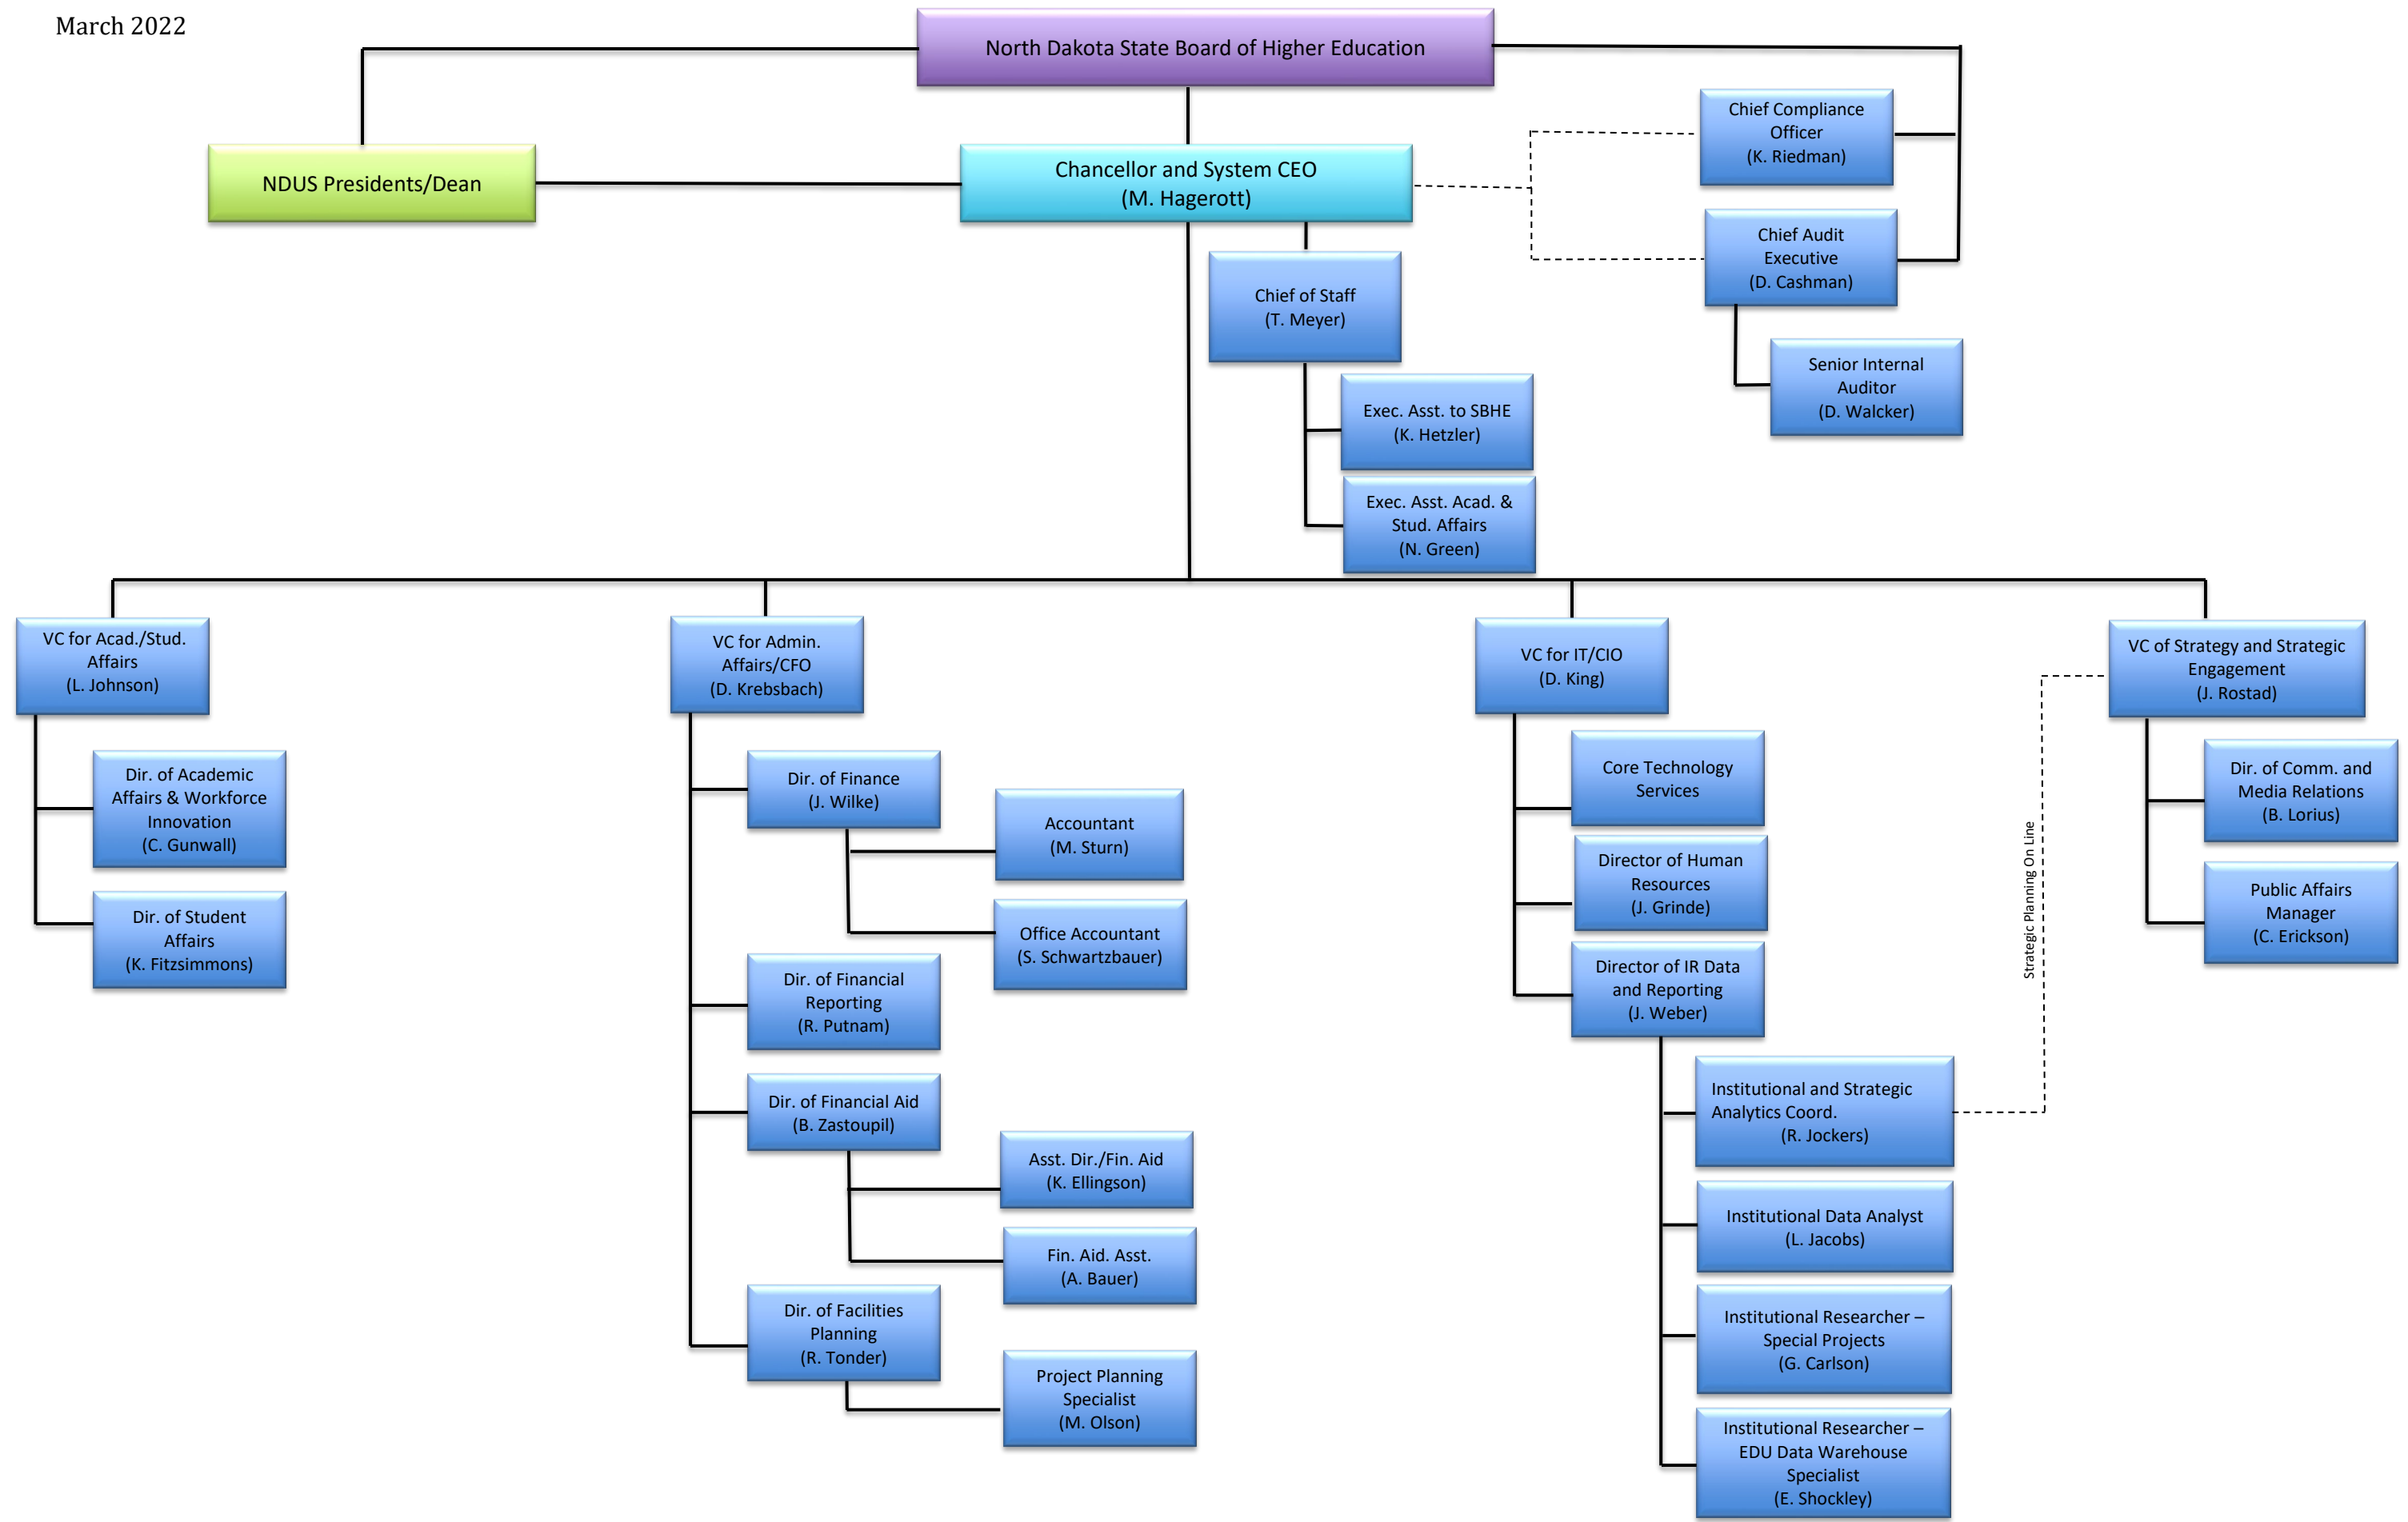 March 2022
North Dakota State Board of Higher Education
NDUS Presidents/Dean
Chancellor and System CEO
(M. Hagerott)
Chief Compliance
Officer
(K. Riedman)
Chief Audit
Executive
(D. Cashman)
Senior Internal
Auditor
(D. Walcker)
Chief of Staff
(T. Meyer)
Exec. Asst. to SBHE
(K. Hetzler)
Exec. Asst. Acad. &
Stud. Affairs
(N. Green)
VC for Acad./Stud.
Affairs
(L. Johnson)
Dir. of Academic
Affairs & Workforce
Innovation
(C. Gunwall)
Dir. of Student
Affairs
(K. Fitzsimmons)
VC for Admin.
Affairs/CFO
(D. Krebsbach)
Dir. of Finance
(J. Wilke)
Accountant
(M. Sturn)
Office Accountant
(S. Schwartzbauer)
Dir. of Financial
Reporting
(R. Putnam)
Dir. of Financial Aid
(B. Zastoupil)
Asst. Dir./Fin. Aid
(K. Ellingson)
Fin. Aid. Asst.
(A. Bauer)
Dir. of Facilities
Planning
(R. Tonder)
Project Planning
Specialist
(M. Olson)
VC for IT/CIO
(D. King)
Core Technology
Services
Director of Human
Resources
(J. Grinde)
Director of IR Data
and Reporting
(J. Weber)
Institutional and Strategic
Analytics Coord.
(R. Jockers)
Institutional Data Analyst
(L. Jacobs)
Institutional Researcher –
Special Projects
(G. Carlson)
Institutional Researcher –
EDU Data Warehouse
Specialist
(E. Shockley)
Strategic Planning On Line
VC of Strategy and Strategic
Engagement
(J. Rostad)
Dir. of Comm. and
Media Relations
(B. Lorius)
Public Affairs
Manager
(C. Erickson)